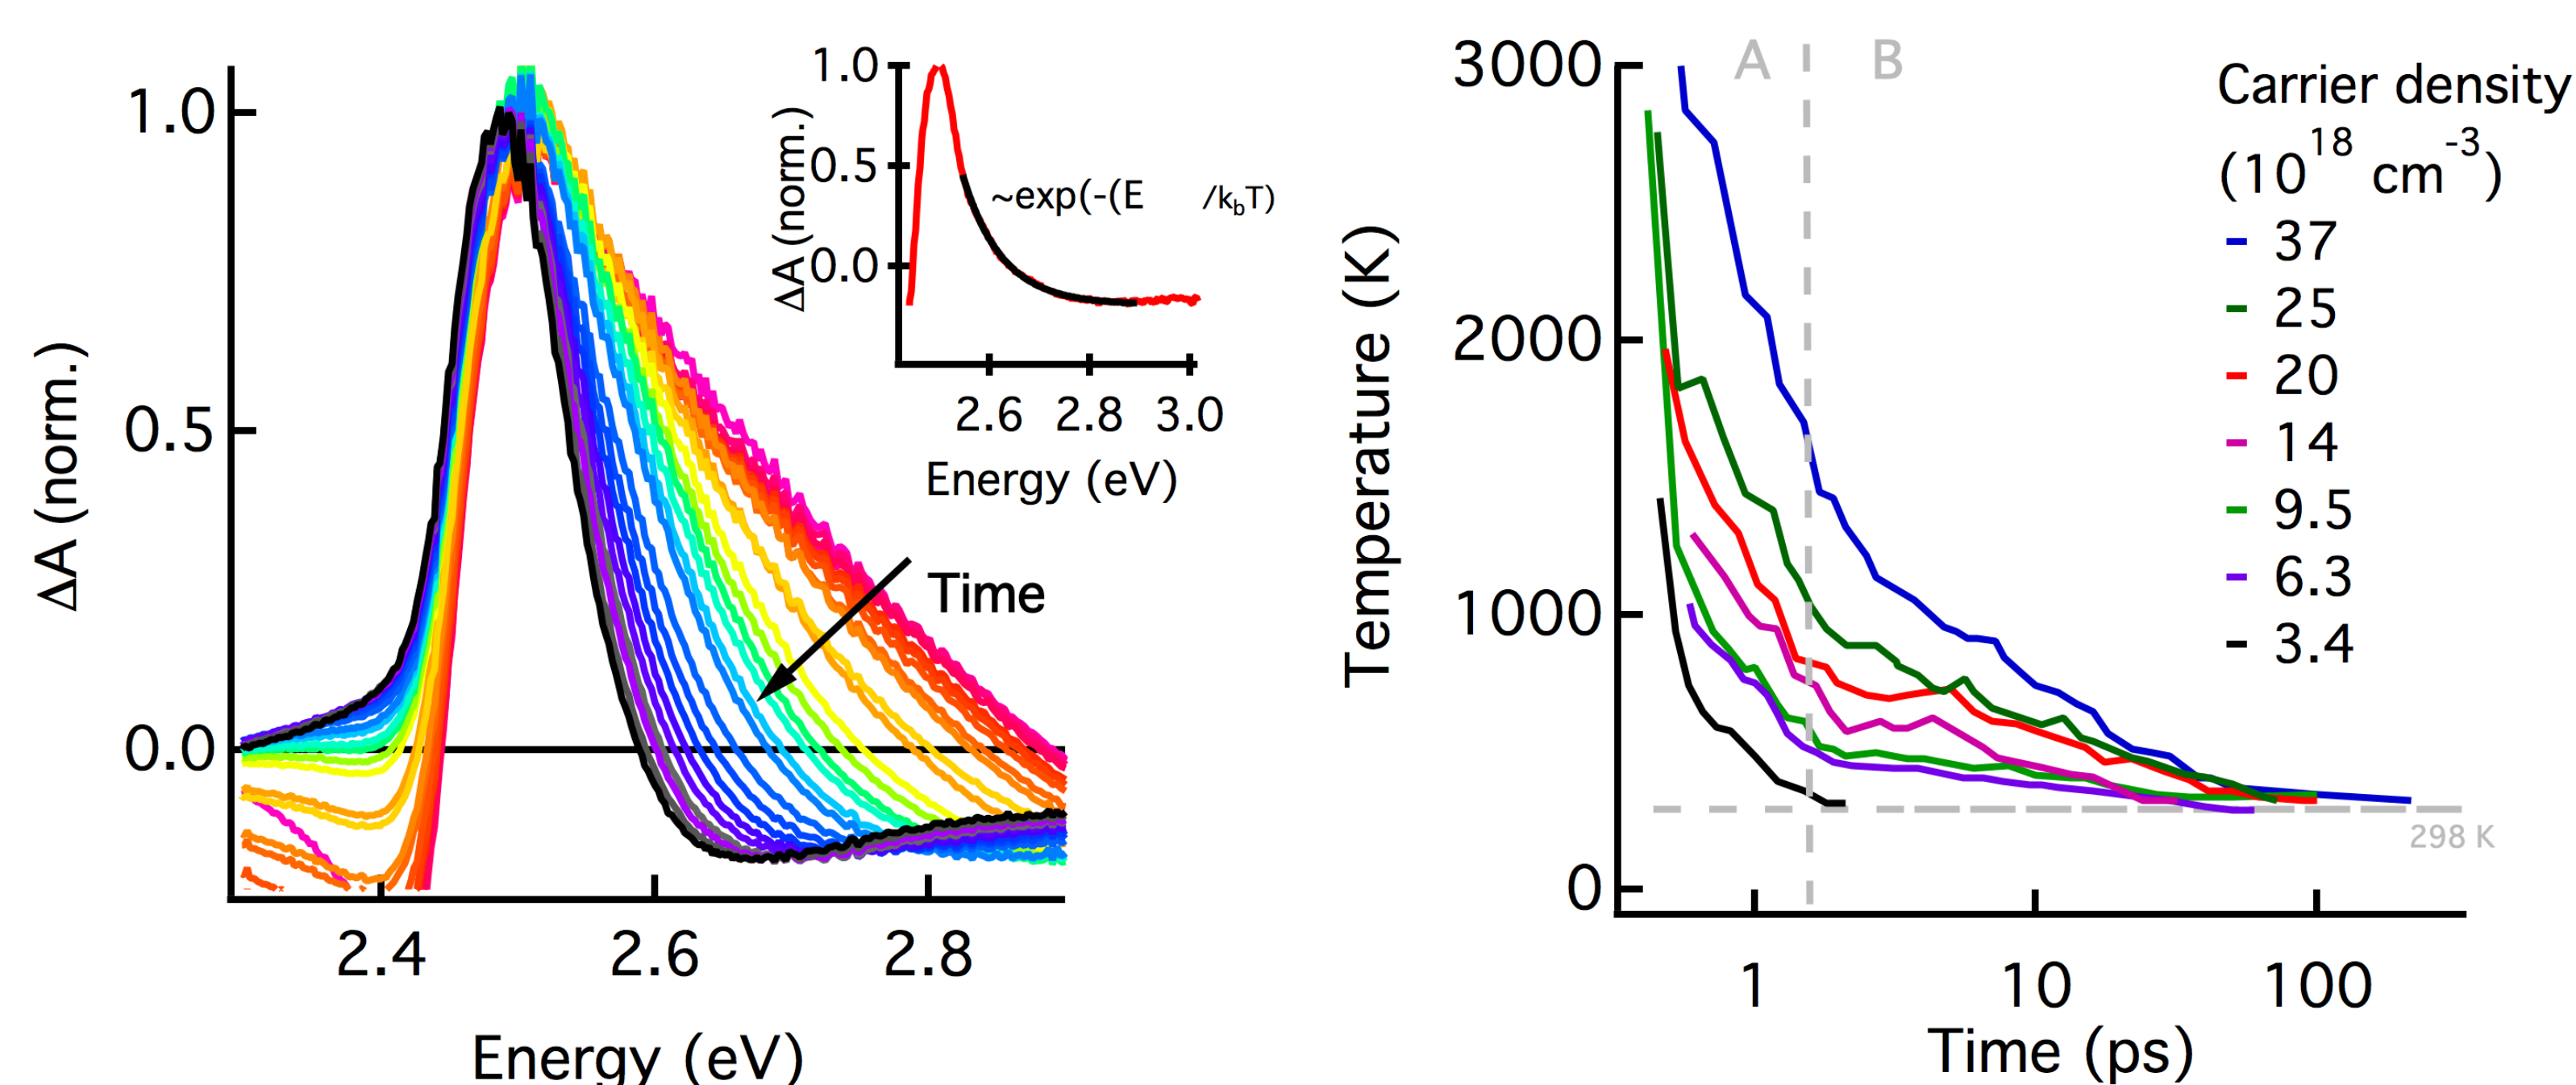 ΔA (norm.)
1.0
0.5
0.0
2.4
2.6
2.8
Energy (eV)
Time
ΔA (norm.)
1.0
0.5
0.0
~exp(-(E /kbT)
2.6
2.8
3.0
Energy (eV)
Temperature (K)
3000
2000
1000
0
A
B
298 K
1
10
100
Time (ps)
Carrier density
(10^18 cm^-3)
37
25
20
14
9.5
6.3
3.4